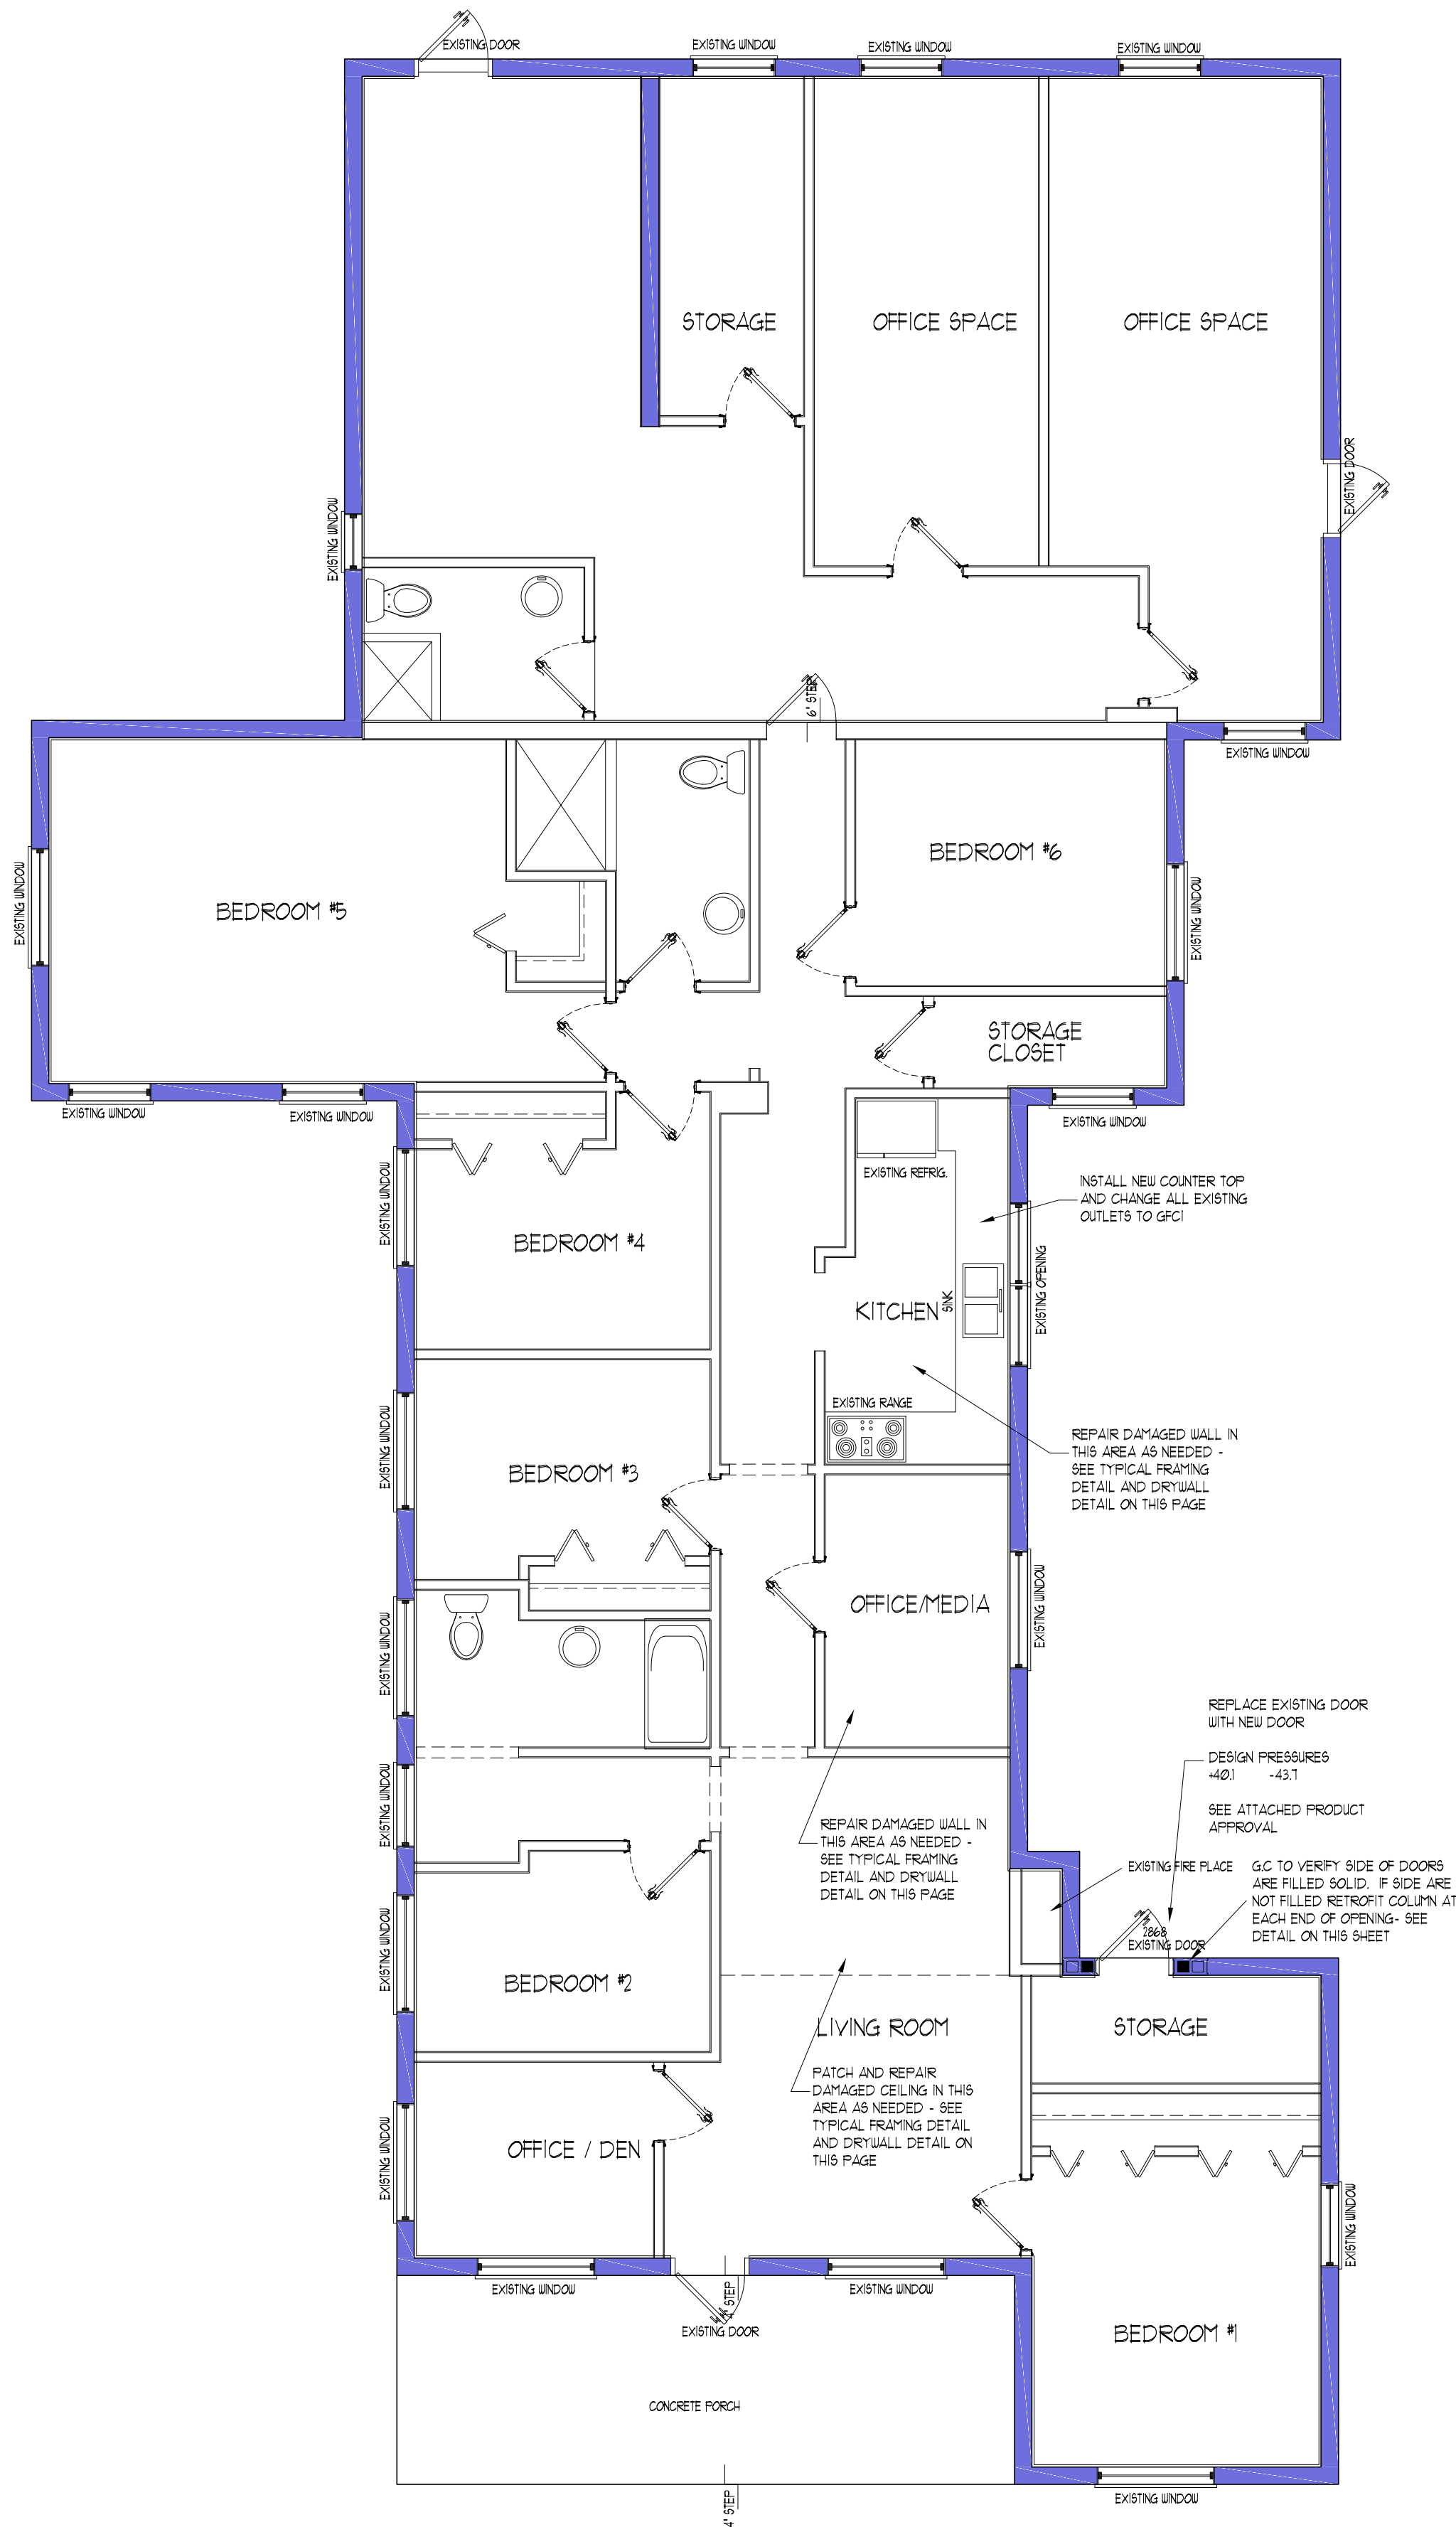 EXISTING DOOR
EXISTING WINDOW
EXISTING WINDOW
EXISTING WINDOW
STORAGE
OFFICE SPACE
OFFICE SPACE
EXISTING DOOR
EXISTING WINDOW
6" STEP
EXISTING WINDOW
BEDROOM #6
EXISTING WINDOW
BEDROOM #5
EXISTING WINDOW
STORAGE
CLOSET
EXISTING WINDOW
EXISTING WINDOW
EXISTING WINDOW
EXISTING REFRIG.
INSTALL NEW COUNTER TOP
AND CHANGE ALL EXISTING
OUTLETS TO GFCI
EXISTING WINDOW
BEDROOM #4
EXISTING OPENING
KITCHEN
SINK
EXISTING RANGE
REPAIR DAMAGED WALL IN
THIS AREA AS NEEDED -
SEE TYPICAL FRAMING
DETAIL AND DRYWALL
DETAIL ON THIS PAGE
EXISTING WINDOW
BEDROOM #3
OFFICE/MEDIA
EXISTING WINDOW
EXISTING WINDOW
REPLACE EXISTING DOOR
WITH NEW DOOR
DESIGN PRESSURES
+40.1 -43.7
SEE ATTACHED PRODUCT
APPROVAL
EXISTING WINDOW
REPAIR DAMAGED WALL IN
THIS AREA AS NEEDED -
SEE TYPICAL FRAMING
DETAIL AND DRYWALL
DETAIL ON THIS PAGE
EXISTING FIRE PLACE
G.C TO VERIFY SIDE OF DOORS
ARE FILLED SOLID. IF SIDE ARE
NOT FILLED RETROFIT COLUMN AT
EACH END OF OPENING- SEE
DETAIL ON THIS SHEET
2868
EXISTING DOOR
EXISTING WINDOW
BEDROOM #2
LIVING ROOM
STORAGE
PATCH AND REPAIR
DAMAGED CEILING IN THIS
AREA AS NEEDED - SEE
TYPICAL FRAMING DETAIL
AND DRYWALL DETAIL ON
THIS PAGE
EXISTING WINDOW
OFFICE / DEN
EXISTING WINDOW
EXISTING WINDOW
STEP
EXISTING WINDOW
EXISTING DOOR
BEDROOM #1
CONCRETE PORCH
4" STEP
EXISTING WINDOW